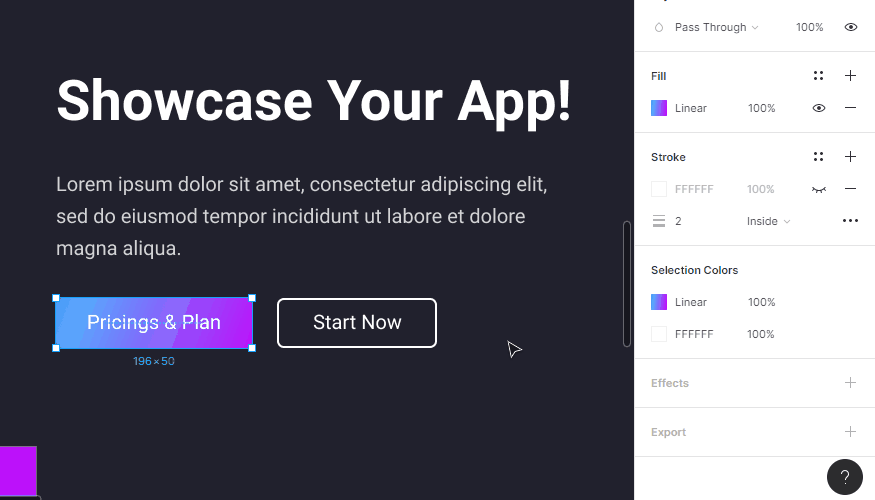 Pass Through 100%
Showcase Your App!
Lorem ipsum dolor sit amet, consectetur adipiscing elit,
sed do eiusmod tempor incididunt ut labore et dolore
magna aliqua.
Pricings & Plan
Start Now
196×50
Fill
Linear 100%
Stroke
FFFFFF 100%
2 Inside
Selection Colors
Linear 100%
FFFFFF 100%
Effects
Export
?